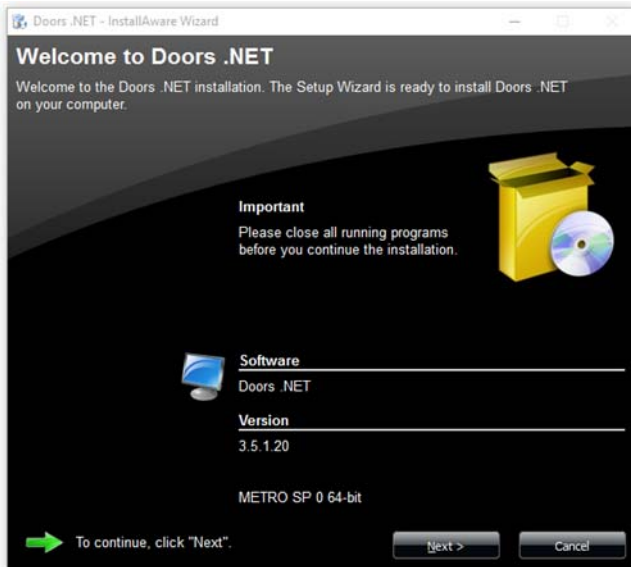 Doors .NET - InstallAware Wizard
Welcome to Doors .NET
Welcome to the Doors .NET installation. The Setup Wizard is ready to install Doors .NET
on your computer.
Important
Please close all running programs
before you continue the installation.
Software
Doors .NET
Version
3.5.1.20
METRO SP 0 64-bit
To continue, click "Next".
Next >
Cancel